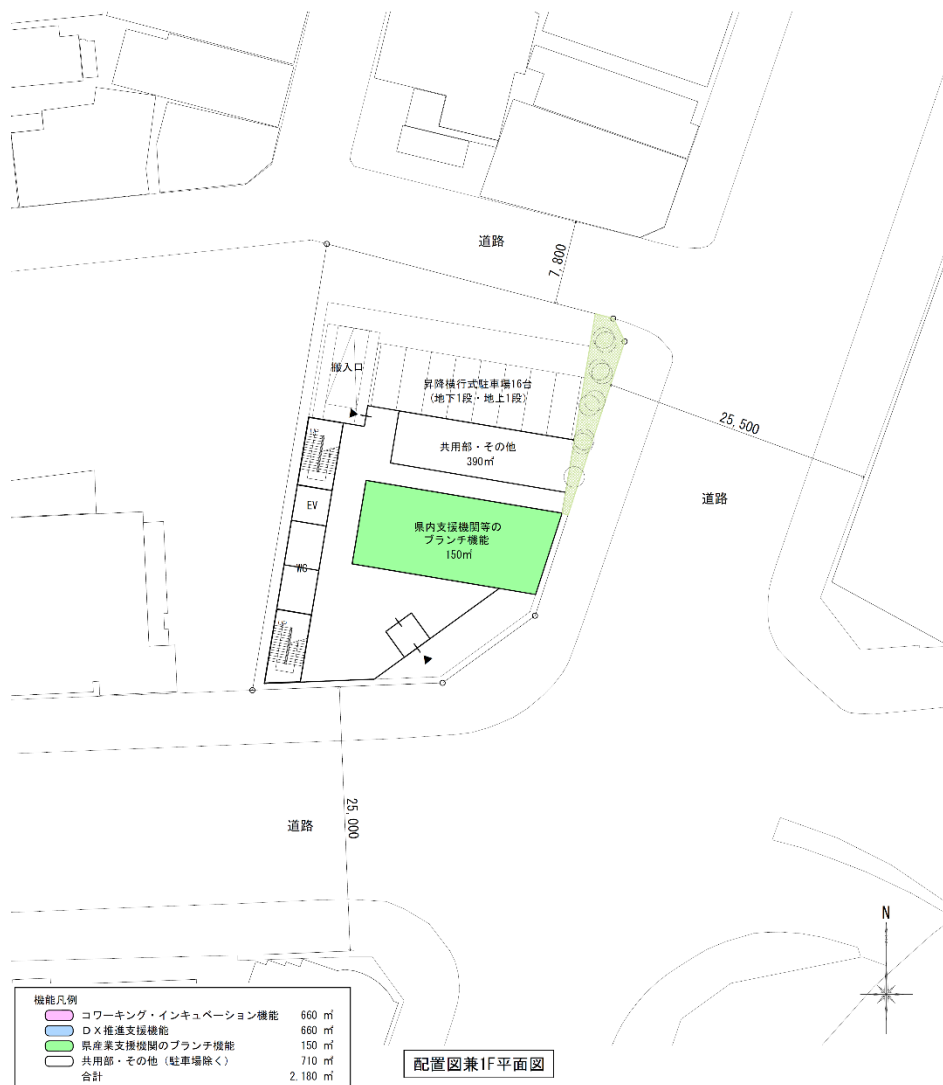 道路
7,800
搬入口
昇降横行式駐車場16台
(地下1段・地上1段)
25,500
共用部・その他
390㎡
道路
EV
県内支援機関等の
ブランチ機能
150㎡
WC
道路
25,000
N
機能凡例
コワーキング・インキュベーション機能 660 ㎡
DX推進支援機能 660 ㎡
県産業支援機関のブランチ機能 150 ㎡
共用部・その他(駐車場除く) 710 ㎡
合計 2,180 ㎡
配置図兼1F平面図